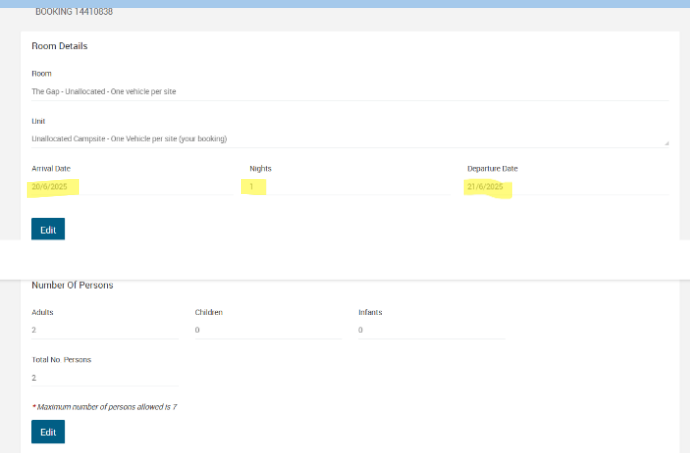 BOOKING 14410838
Room Details
Room
The Gap - Unallocated - One vehicle per site
Unit
Unallocated Campsite - One Vehicle per site (your booking)
Arrival Date Nights Departure Date
20/6/2025 1 21/6/2025
Edit
Number Of Persons
Adults Children Infants
2 0 0
Total No. Persons
2
* Maximum number of persons allowed is 7
Edit